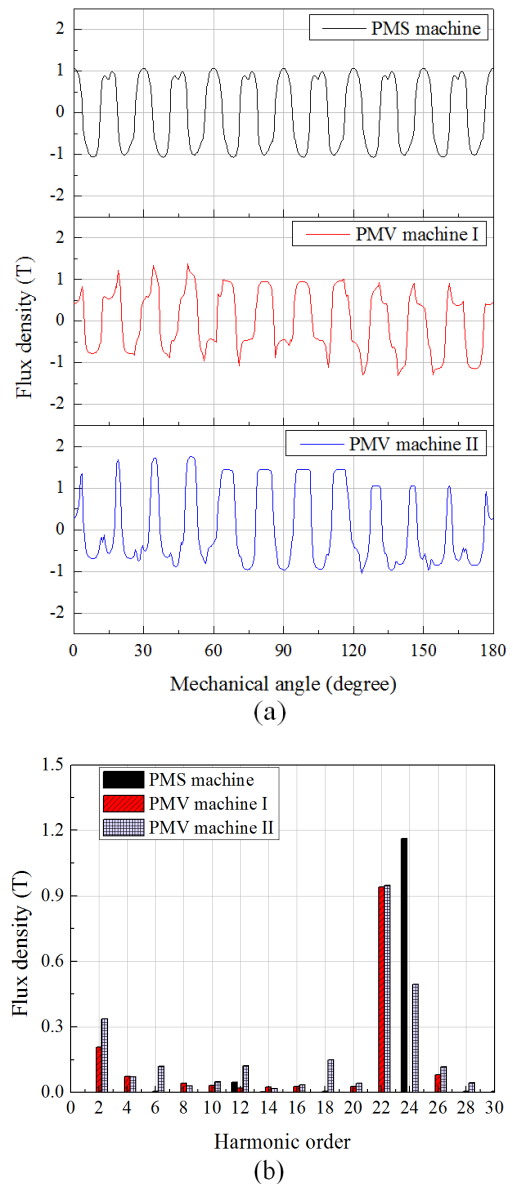 2
1
0
-1
-2
PMS machine
2
1
0
-1
-2
PMV machine I
2
1
0
-1
-2
PMV machine II
Flux density (T)
0 30 60 90 120 150 180
Mechanical angle (degree)
(a)
1.5
1.2
0.9
0.6
0.3
0.0
Flux density (T)
PMS machine
PMV machine I
PMV machine II
0 2 4 6 8 10 12 14 16 18 20 22 24 26 28 30
Harmonic order
(b)